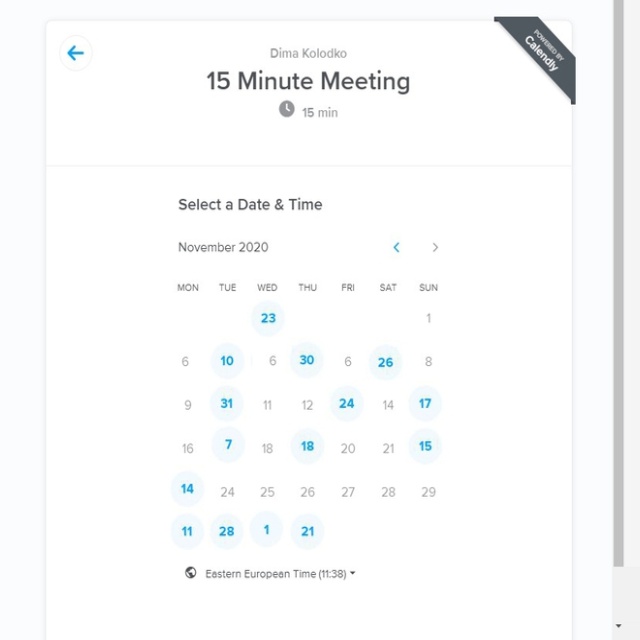 POWERED BY
Calendly
Dima Kolodko
15 Minute Meeting
15 min
Select a Date & Time
November 2020
MON TUE WED THU FRI SAT SUN
23 1
6 10 6 30 6 26 8
9 31 11 12 24 14 17
16 7 18 18 20 21 15
14 24 25 26 27 28 29
11 28 1 21
Eastern European Time (11:38)